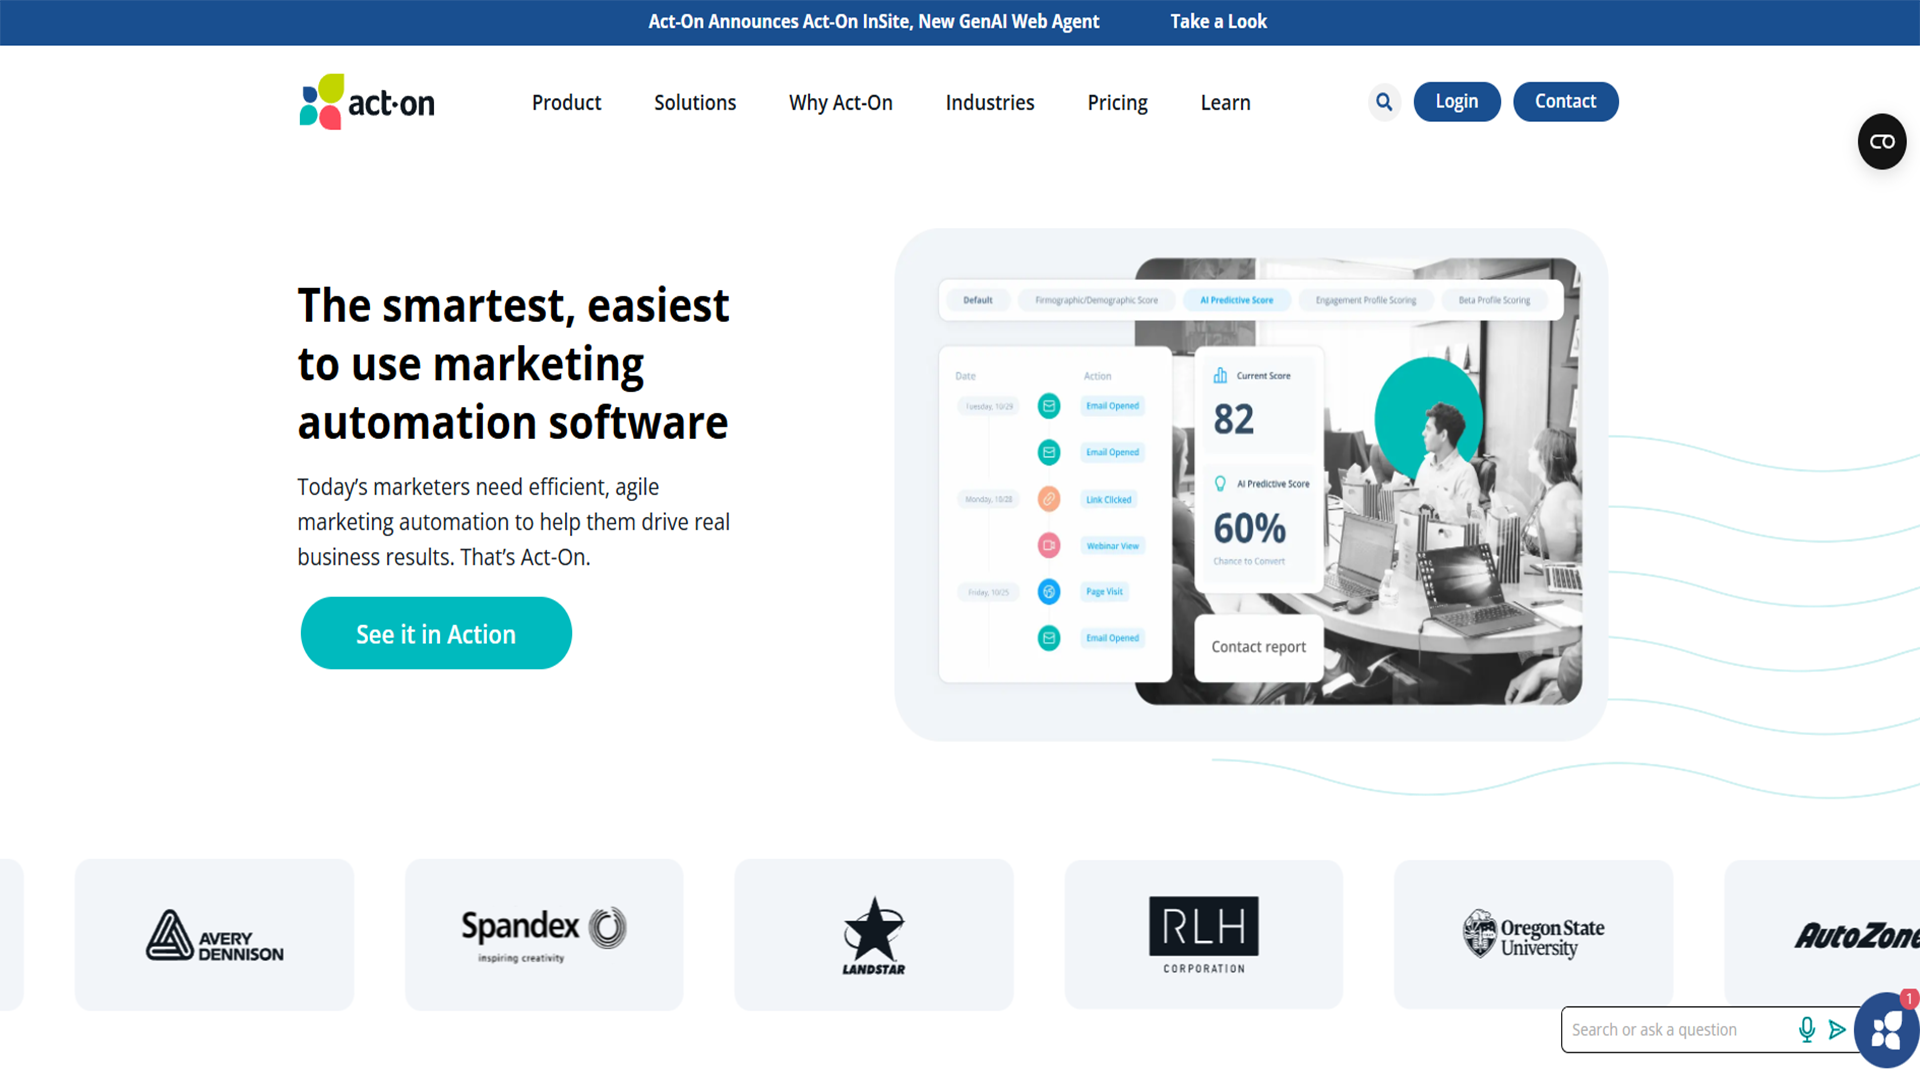 Act-On Announces Act-On InSite, New GenAI Web Agent Take a Look
act-on
Product Solutions Why Act-On Industries Pricing Learn
Login Contact
The smartest, easiest
to use marketing
automation software
Today’s marketers need efficient, agile
marketing automation to help them drive real
business results. That’s Act-On.
See it in Action
Default Firmographic/Demographic Score AI Predictive Score Engagement Profile Scoring Beta Profile Scoring
Date Action
Tuesday, 10/29 Email Opened
Email Opened
Monday, 10/28 Link Clicked
Webinar View
Friday, 10/25 Page Visit
Email Opened
Current Score
82
AI Predictive Score
60%
Chance to Convert
Contact report
AVERY
DENNISON
Spandex
inspiring creativity
LANDSTAR
RLH
CORPORATION
Oregon State
University
AutoZone
Search or ask a question
1